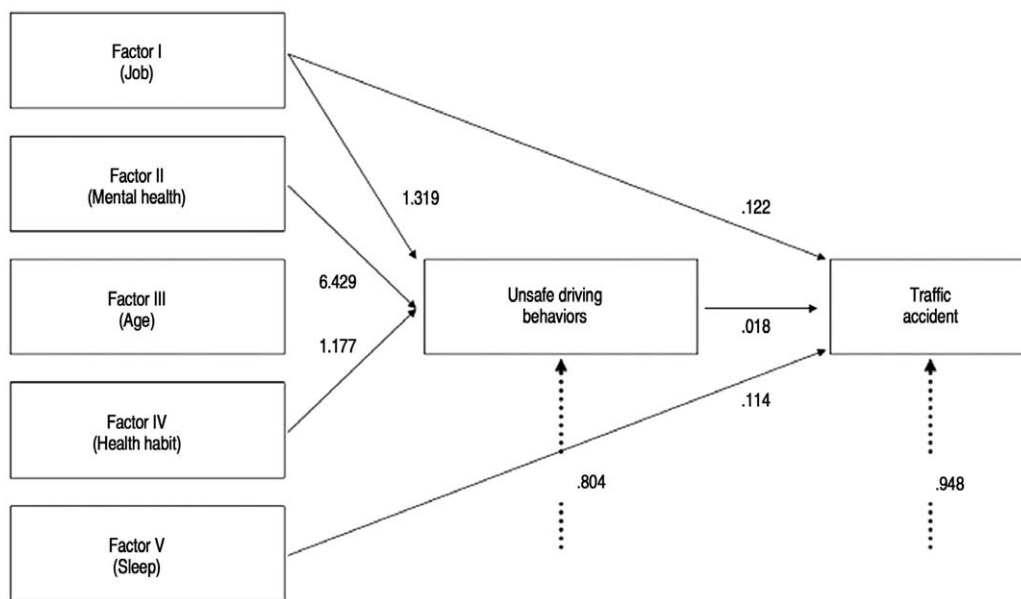 Factor I
(Job)
Factor II
(Mental health)
1.319
.122
Factor III
(Age)
6.429
1.177
Unsafe driving
behaviors
.018
Traffic
accident
Factor IV
(Health habit)
.114
.804
.948
Factor V
(Sleep)